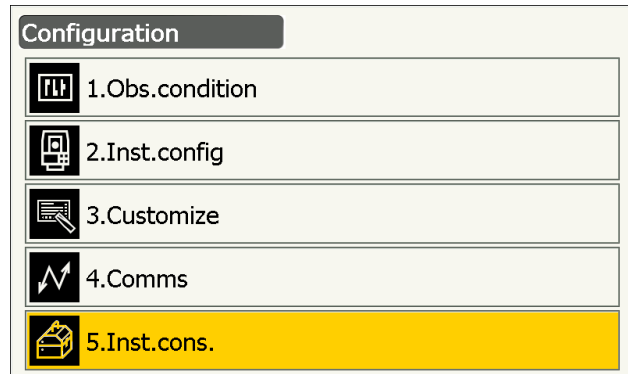 Configuration
1.Obs.condition
2.Inst.config
3.Customize
4.Comms
5.Inst.cons.